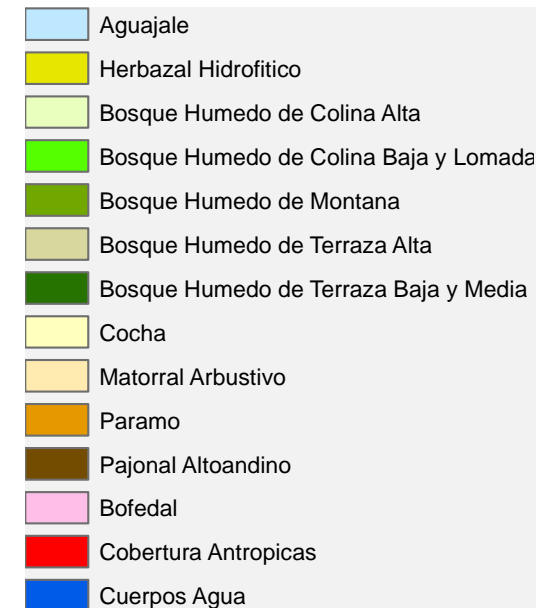 Aguajale
Herbazal Hidrofitico
Bosque Humedo de Colina Alta
Bosque Humedo de Colina Baja y Lomada
Bosque Humedo de Montana
Bosque Humedo de Terraza Alta
Bosque Humedo de Terraza Baja y Media
Cocha
Matorral Arbustivo
Paramo
Pajonal Altoandino
Bofedal
Cobertura Antropicas
Cuerpos Agua